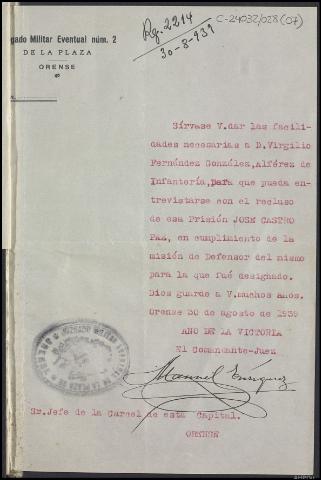 Rg. 2214
30-8-939
C-24032/028(07)
gado Militar Eventual núm. 2
DE LA PLAZA
ORENSE
Sírvase V.dar las facili-
dades necesarias a D.Virgilio
Fernández González,Alférez de
Infantería,para que pueda en-
trevistarse con el recluso
de esa Prisión JOSE CASTRO
PAZ, en cumplimiento de la
misión de Defensor del mismo
para la que fué designado.
Dios guarde a V.muchos años.
Orense 30 de agosto de 1939
AÑO DE LA VICTORIA
El Comandante-Juez
Manuel Enríquez
Sr.Jefe de la Carcel de esta Capital.
ORENSE